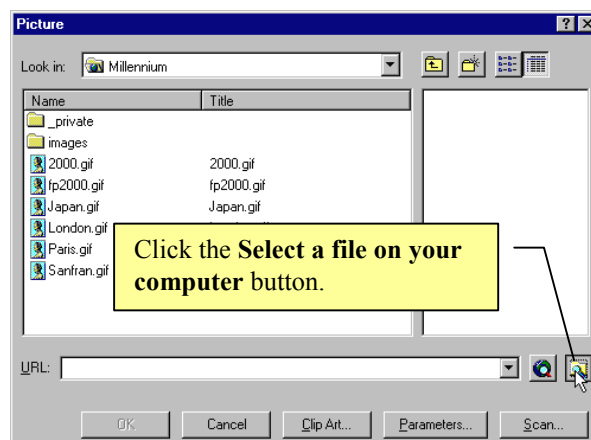 Picture
Look in: Millennium
Name Title
_private
images
2000.gif 2000.gif
fp2000.gif fp2000.gif
Japan.gif Japan.gif
London.gif
Paris.gif
Sanfran.gif
Click the Select a file on your
computer button.
URL:
OK Cancel Clip Art... Parameters... Scan...